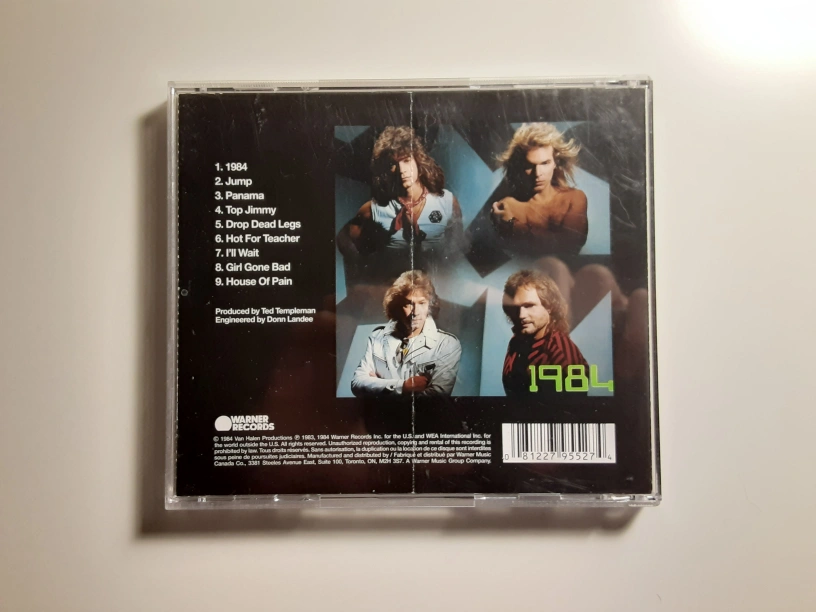 1. 1984
2. Jump
3. Panama
4. Top Jimmy
5. Drop Dead Legs
6. Hot For Teacher
7. I'll Wait
8. Girl Gone Bad
9. House Of Pain
Produced by Ted Templeman
Engineered by Donn Landee
1984
WARNER
RECORDS
© 1984 Van Halen Productions ℗ 1983, 1984 Warner Records Inc. for the U.S. and WEA International Inc. for
the world outside the U.S. All rights reserved. Unauthorized reproduction, copying and rental of this recording is
prohibited by law. Tous droits réservés. Sans autorisation, la duplication ou la location de ce disque sont interdites
sous peine de poursuites judiciaires. Manufactured and distributed by / Fabriqué et distribué par Warner Music
Canada Co., 3381 Steeles Avenue East, Suite 100, Toronto, ON, M2H 3S7. A Warner Music Group Company.
0 81227 95527 4